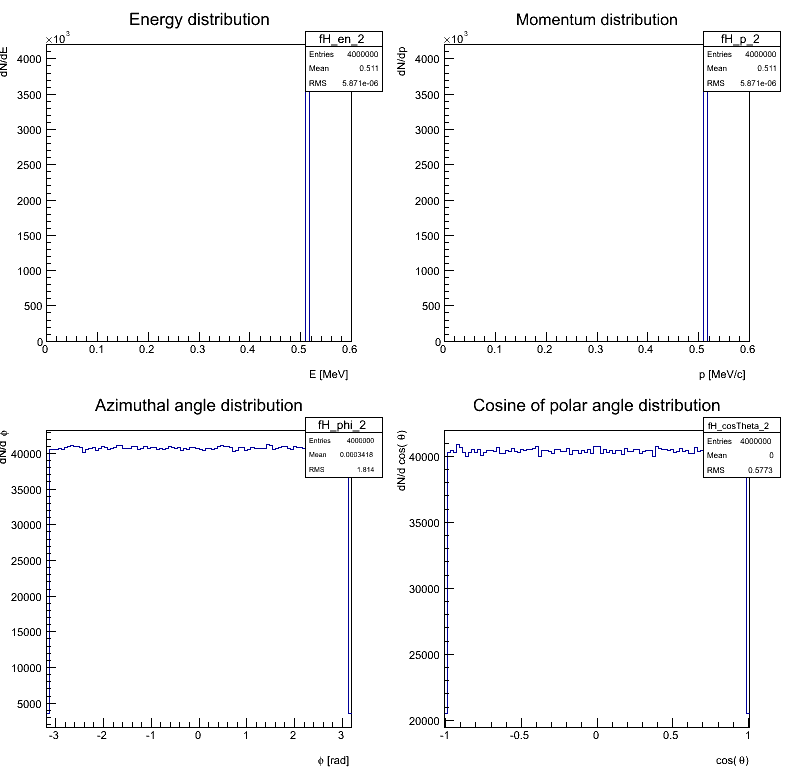 Energy distribution
×10³
dN/dE
fH_en_2
Entries 4000000
Mean 0.511
RMS 5.871e-06
4000
3500
3000
2500
2000
1500
1000
500
0
0 0.1 0.2 0.3 0.4 0.5 0.6
E [MeV]
Momentum distribution
×10³
dN/dp
fH_p_2
Entries 4000000
Mean 0.511
RMS 5.871e-06
4000
3500
3000
2500
2000
1500
1000
500
0
0 0.1 0.2 0.3 0.4 0.5 0.6
p [MeV/c]
Azimuthal angle distribution
dN/d φ
fH_phi_2
Entries 4000000
Mean 0.0003418
RMS 1.814
40000
35000
30000
25000
20000
15000
10000
5000
-3 -2 -1 0 1 2 3
φ [rad]
Cosine of polar angle distribution
dN/d cos( θ)
fH_cosTheta_2
Entries 4000000
Mean 0
RMS 0.5773
40000
35000
30000
25000
20000
-1 -0.5 0 0.5 1
cos( θ)